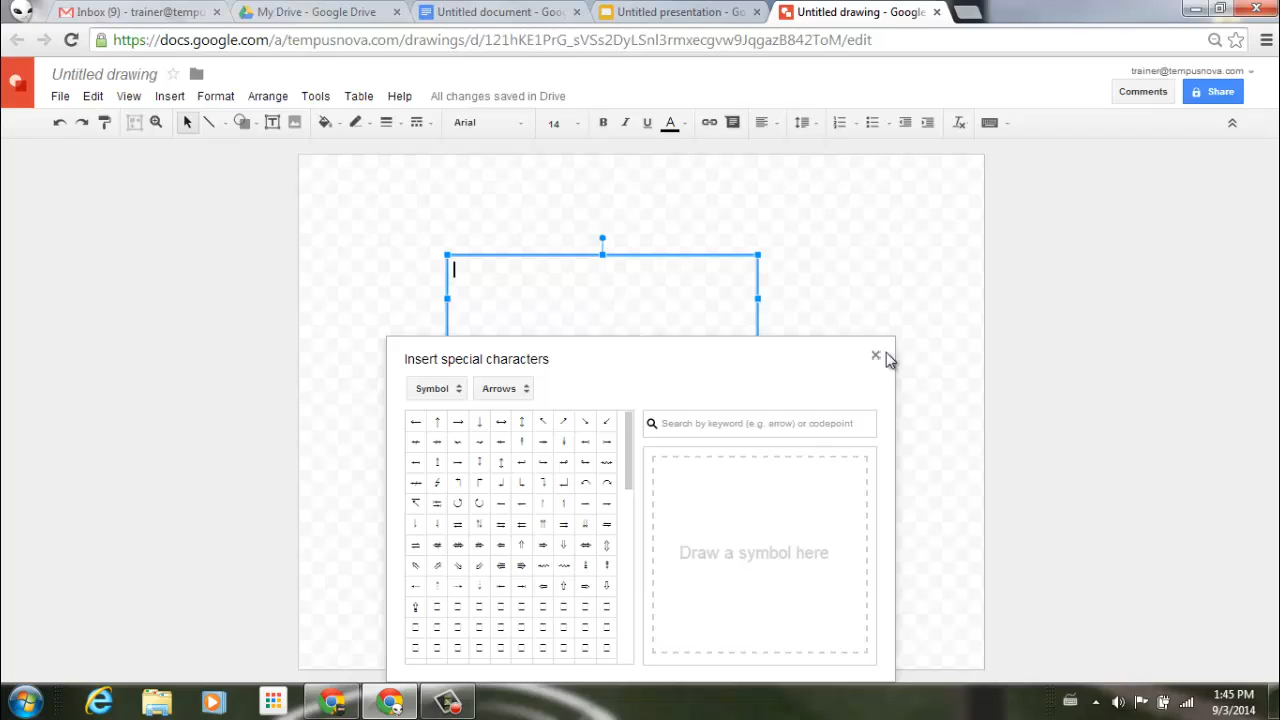 Inbox (9) - trainer@tempu
My Drive - Google Drive
Untitled document - Goog
Untitled presentation - Go
Untitled drawing - Google
https://docs.google.com/a/tempusnova.com/drawings/d/121hKE1PrG_sVSs2DyLSnl3rmxecgvw9JqgazB842ToM/edit
Untitled drawing
trainer@tempusnova.com
File Edit View Insert Format Arrange Tools Table Help All changes saved in Drive
Comments
Share
Arial 14 B I U A
Insert special characters
Symbol Arrows
Search by keyword (e.g. arrow) or codepoint
Draw a symbol here
1:45 PM
9/3/2014